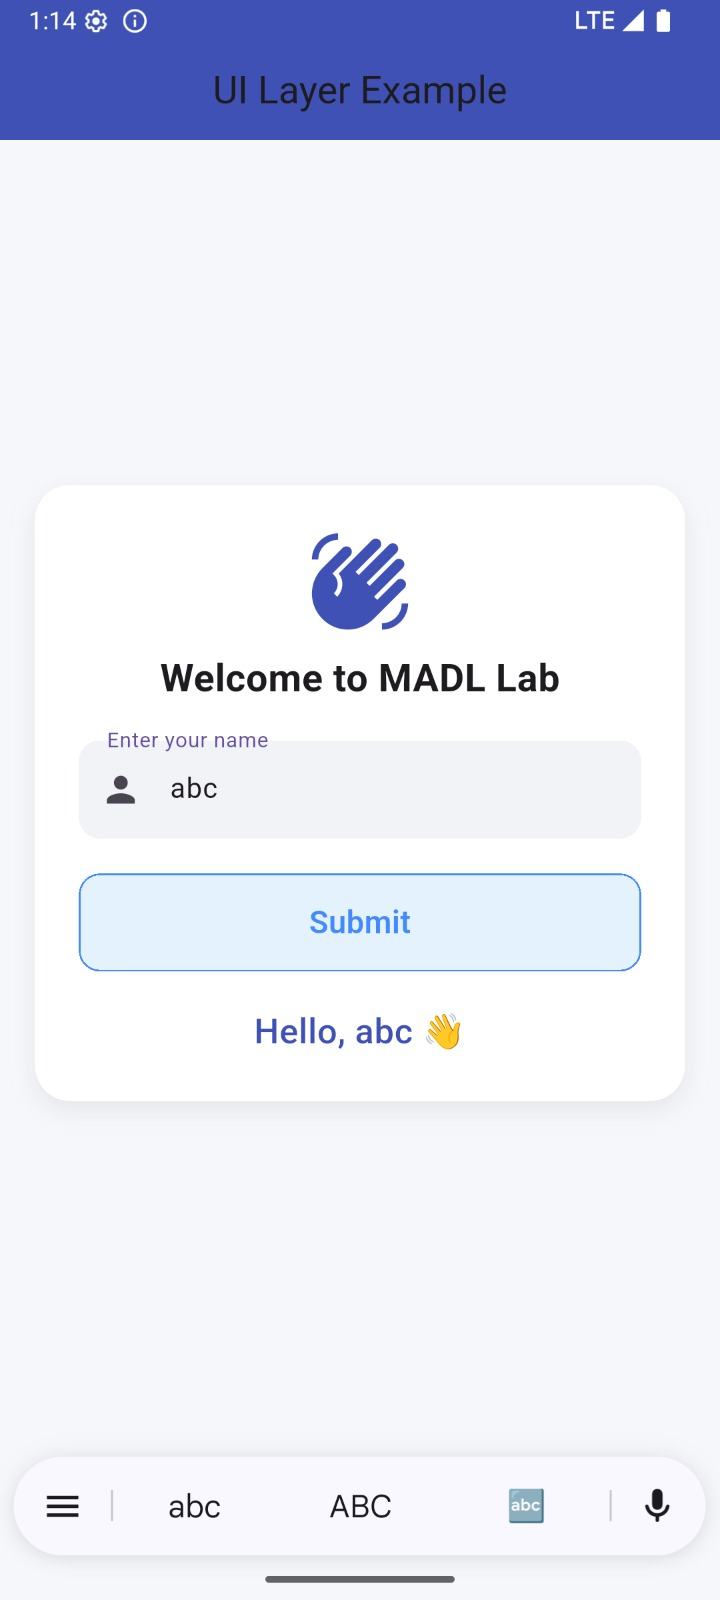 1:14 LTE
UI Layer Example
Welcome to MADL Lab
Enter your name
abc
Submit
Hello, abc 👋
abc ABC 🔤